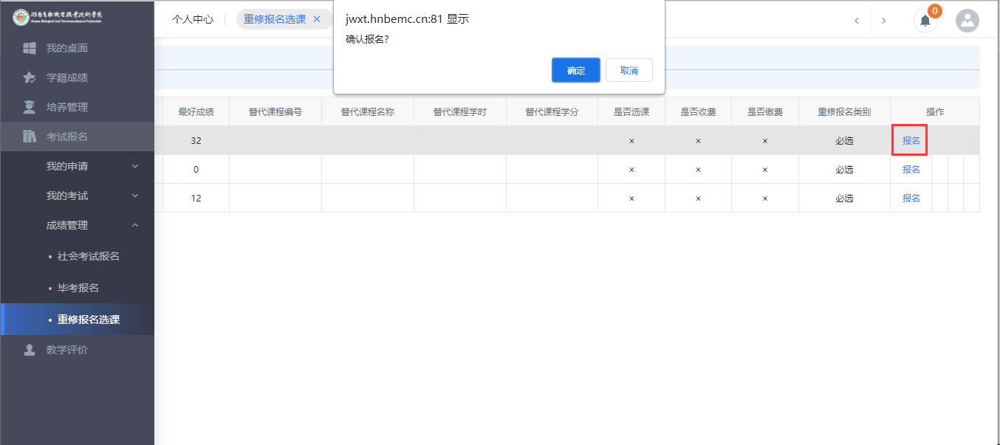 湖南生物机电职业技术学院
Hunan Biological And Electromechanical Polytechnic
我的桌面
学籍成绩
培养管理
考试报名
我的申请
我的考试
成绩管理
• 社会考试报名
• 毕考报名
• 重修报名选课
教学评价
个人中心 重修报名选课 ×
0
jwxt.hnbemc.cn:81 显示
确认报名?
确定 取消
最好成绩 替代课程编号 替代课程名称 替代课程学时 替代课程学分 是否选课 是否收费 是否缴费 重修报名类别 操作
32 × × × 必选 报名
0 × × × 必选 报名
12 × × × 必选 报名